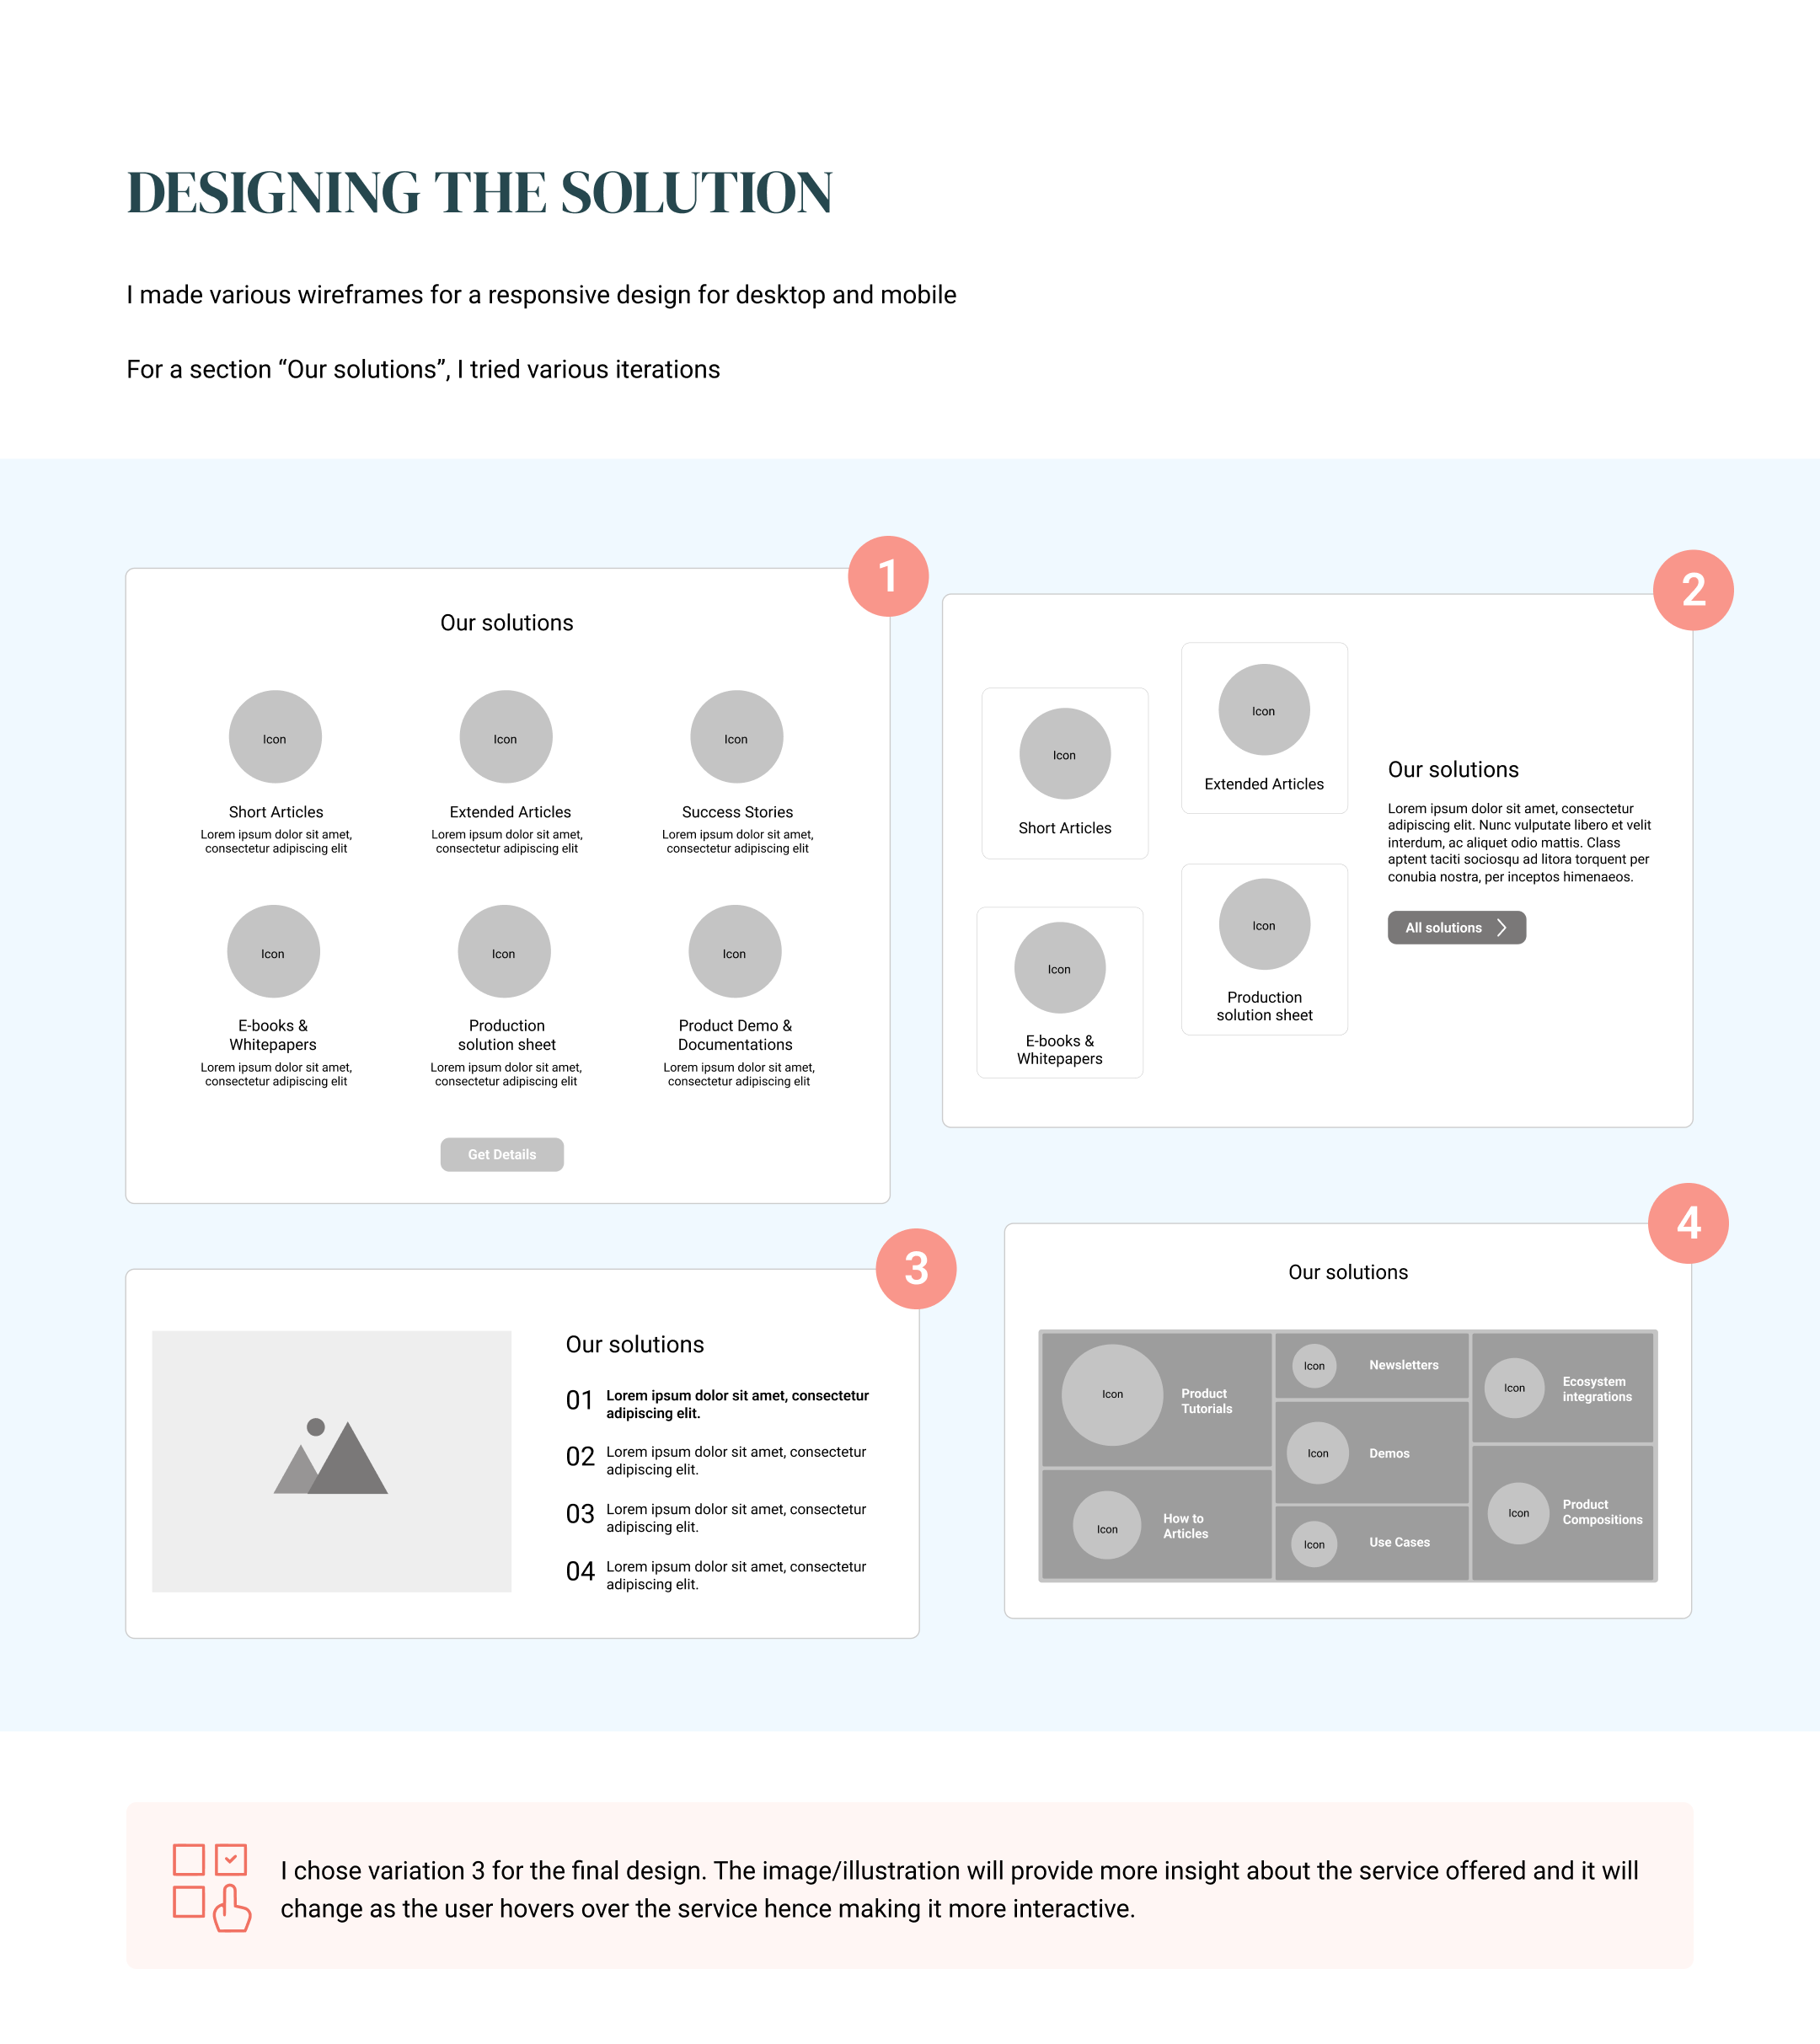 DESIGNING THE SOLUTION
I made various wireframes for a responsive design for desktop and mobile
For a section “Our solutions”, I tried various iterations
1
Our solutions
Icon
Icon
Icon
Short Articles
Extended Articles
Success Stories
Lorem ipsum dolor sit amet,
consectetur adipiscing elit
Lorem ipsum dolor sit amet,
consectetur adipiscing elit
Lorem ipsum dolor sit amet,
consectetur adipiscing elit
Icon
Icon
Icon
E-books &
Whitepapers
Production
solution sheet
Product Demo &
Documentations
Lorem ipsum dolor sit amet,
consectetur adipiscing elit
Lorem ipsum dolor sit amet,
consectetur adipiscing elit
Lorem ipsum dolor sit amet,
consectetur adipiscing elit
Get Details
2
Icon
Short Articles
Icon
Extended Articles
Icon
E-books &
Whitepapers
Icon
Production
solution sheet
Our solutions
Lorem ipsum dolor sit amet, consectetur
adipiscing elit. Nunc vulputate libero et velit
interdum, ac aliquet odio mattis. Class
aptent taciti sociosqu ad litora torquent per
conubia nostra, per inceptos himenaeos.
All solutions
3
Our solutions
01
Lorem ipsum dolor sit amet, consectetur
adipiscing elit.
02
Lorem ipsum dolor sit amet, consectetur
adipiscing elit.
03
Lorem ipsum dolor sit amet, consectetur
adipiscing elit.
04
Lorem ipsum dolor sit amet, consectetur
adipiscing elit.
4
Our solutions
Icon
Product
Tutorials
Icon
How to
Articles
Icon
Newsletters
Icon
Demos
Icon
Use Cases
Icon
Ecosystem
integrations
Icon
Product
Compositions
I chose variation 3 for the final design. The image/illustration will provide more insight about the service offered and it will
change as the user hovers over the service hence making it more interactive.